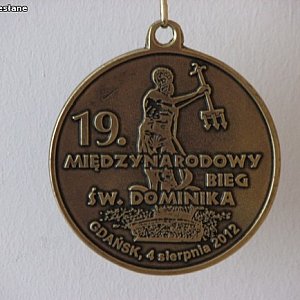 19.
MIĘDZYNARODOWY
BIEG
ŚW. DOMINIKA
GDAŃSK, 4 sierpnia 2012